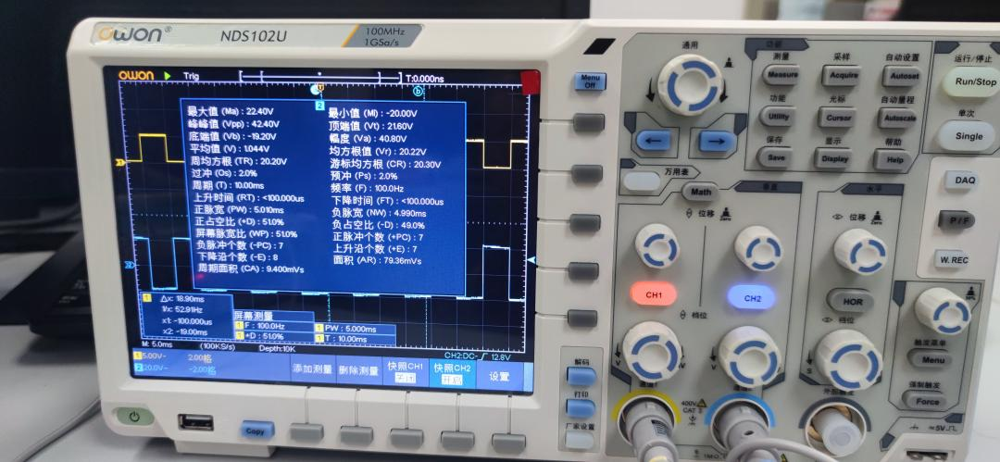 OWON®
NDS102U
100MHz
1GSa/s
OWON
Trig
T:0.000ns
最大值 (Ma) : 22.40V
最小值 (Mi) : -20.00V
峰峰值 (Vpp) : 42.40V
顶端值 (Vt) : 21.60V
底端值 (Vb) : -19.20V
幅度 (Va) : 40.80V
平均值 (V) : 1.044V
均方根值 (Vr) : 20.22V
周均方根 (TR) : 20.20V
游标均方根 (CR) : 20.30V
过冲 (Os) : 2.0%
预冲 (Ps) : 2.0%
周期 (T) : 10.00ms
频率 (F) : 100.0Hz
上升时间 (RT) : <100.000us
下降时间 (FT) : <100.000us
正脉宽 (PW) : 5.010ms
负脉宽 (NW) : 4.990ms
正占空比 (+D) : 51.0%
负占空比 (-D) : 49.0%
屏幕脉宽比 (WP) : 51.0%
正脉冲个数 (+PC) : 7
负脉冲个数 (-PC) : 7
上升沿个数 (+E) : 7
下降沿个数 (-E) : 8
面积 (AR) : 79.36mVs
周期面积 (CA) : 9.400mVs
1
△x: 18.90ms
1/x: 52.91Hz
x1: -100.000us
x2: -19.00ms
屏幕测量
1 F : 100.0Hz
1 PW : 5.000ms
1 +D : 51.0%
1 T : 10.00ms
M: 5.0ms
(100KS/s)
Depth:10K
CH2:DC-
12.8V
1 5.00V~
2.00格
2 20.0V~
-2.00格
添加测量
删除测量
快照CH1
关闭
快照CH2
开启
设置
Menu
Off
通用
功能
测量
Measure
采样
Acquire
自动设置
Autoset
运行/停止
Run/Stop
功能
Utility
光标
Cursor
自动量程
Autoscale
单次
Single
保存
Save
显示
Display
帮助
Help
万用表
Math
垂直
水平
DAQ
P / F
W.REC
位移
Zero
位移
Zero
CH1
CH2
HOR
档位
档位
触发菜单
Menu
强制触发
Force
解码
打印
厂家设置
Copy
400V
CAT
≈5V